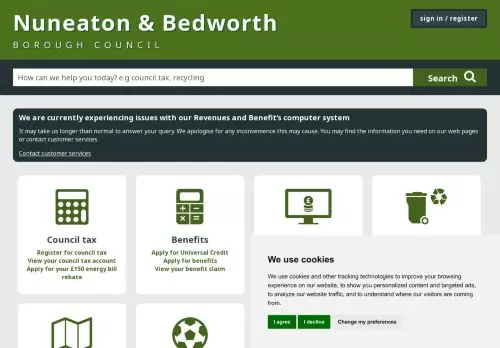 Nuneaton & Bedworth
BOROUGH COUNCIL
sign in / register
How can we help you today? e.g council tax, recycling
Search
We are currently experiencing issues with our Revenues and Benefit's computer system
It may take us longer than normal to answer your query. We apologise for any inconvenience this may cause. You may find the information you need on our web pages
or contact customer services.
Contact customer services
Council tax
Register for council tax
View your council tax account
Apply for your £150 energy bill
rebate
Benefits
Apply for Universal Credit
Apply for benefits
View your benefit claim
£
We use cookies
We use cookies and other tracking technologies to improve your browsing
experience on our website, to show you personalized content and targeted ads,
to analyze our website traffic, and to understand where our visitors are coming
from.
I agree
I decline
Change my preferences